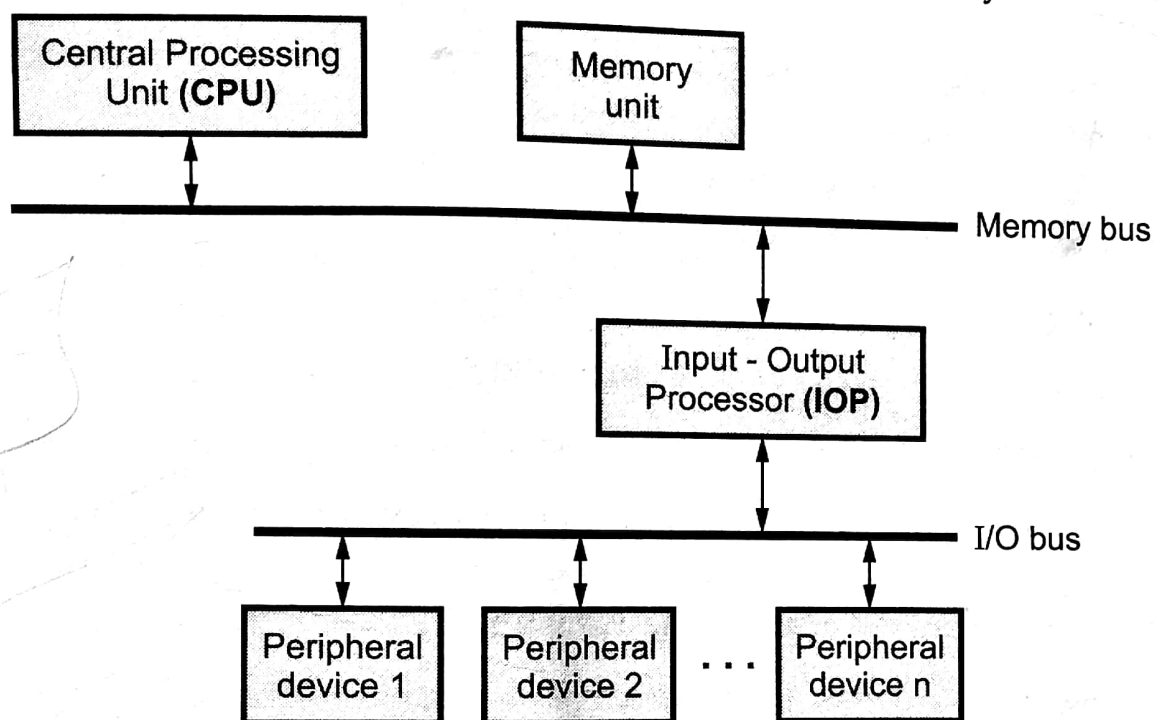 Central Processing
Unit (CPU)
Memory
unit
Memory bus
Input - Output
Processor (IOP)
I/O bus
Peripheral
device 1
Peripheral
device 2
. . .
Peripheral
device n